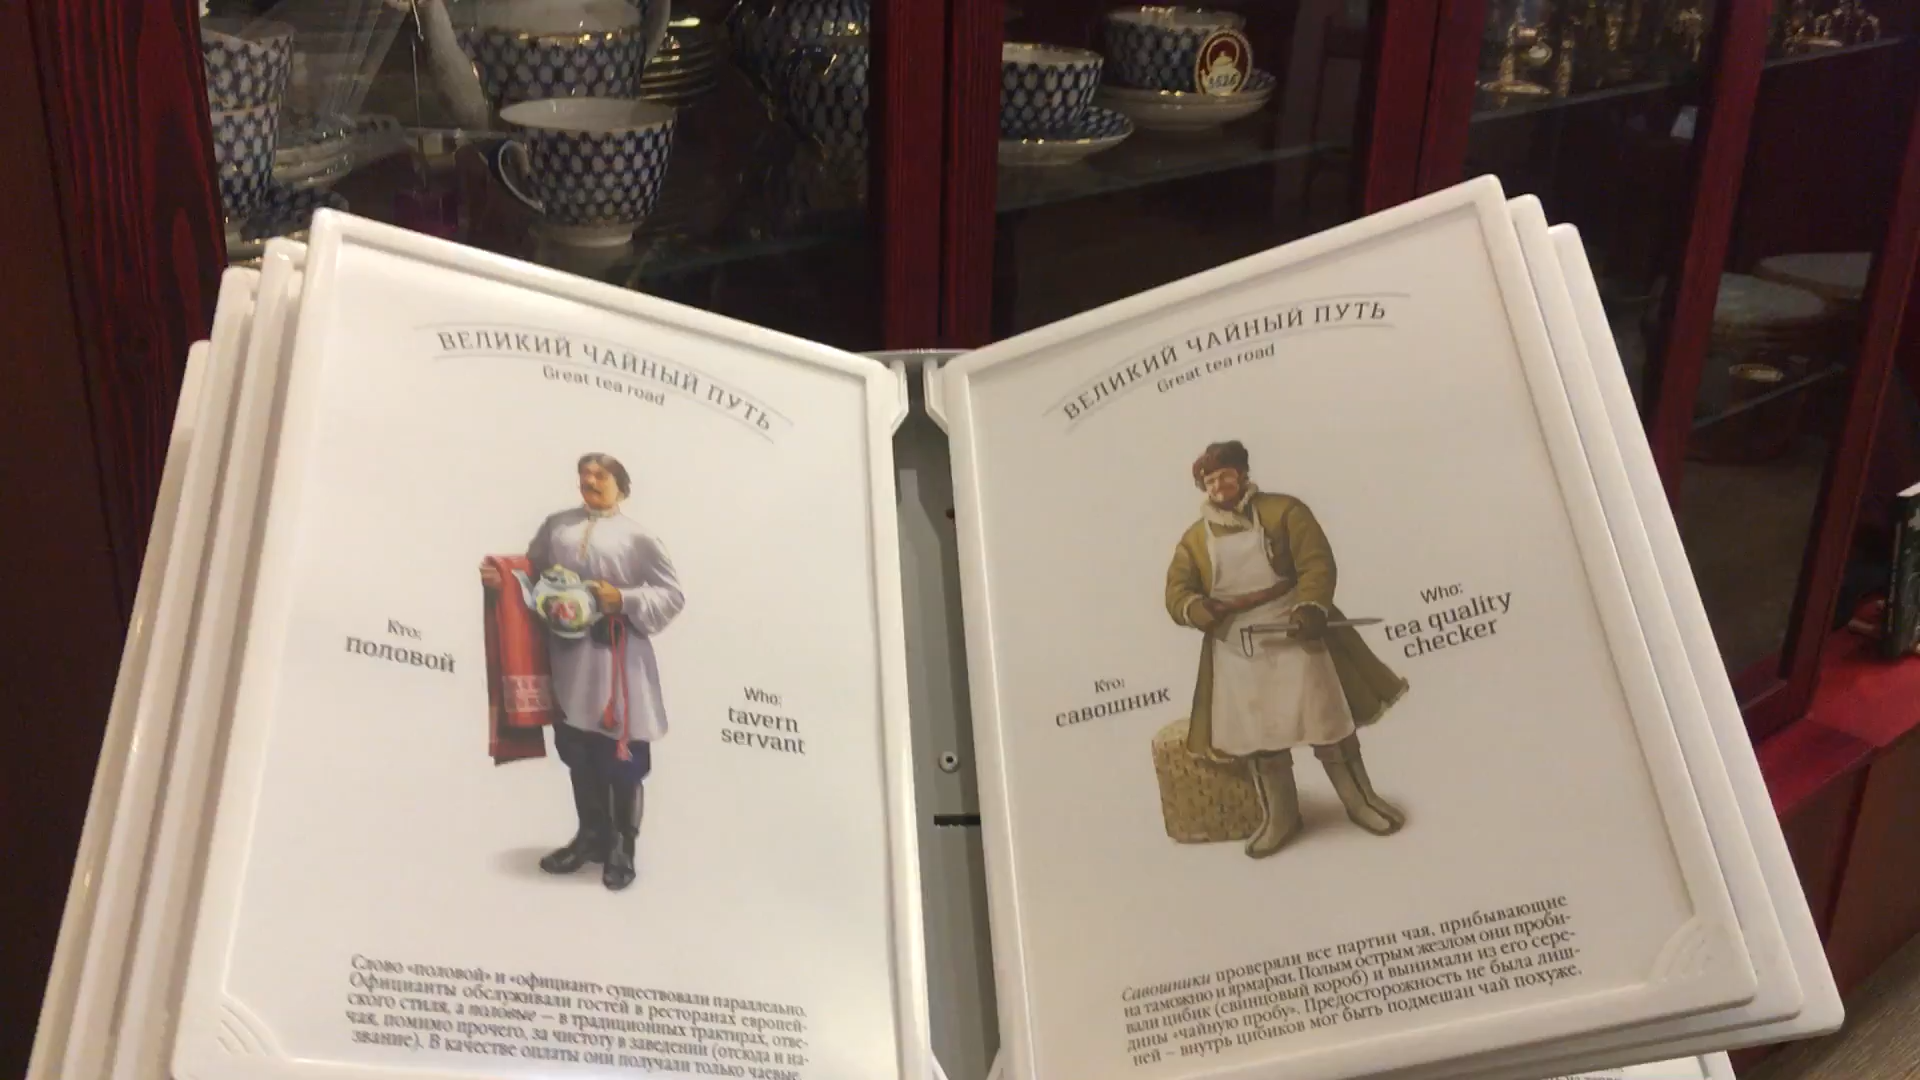 ВЕЛИКИЙ ЧАЙНЫЙ ПУТЬ
Great tea road
Кто:
половой
Who:
tavern
servant
Слово «половой» и «официант» существовали параллельно.
Официанты обслуживали гостей в ресторанах европей-
ского стиля, а половые – в традиционных трактирах, отве-
чая, помимо прочего, за чистоту в заведении (отсюда и на-
звание). В качестве оплаты они получали только чаевые.
ВЕЛИКИЙ ЧАЙНЫЙ ПУТЬ
Great tea road
Who:
tea quality
checker
Кто:
савошник
Савошники проверяли все партии чая, прибывающие
на таможню и ярмарки. Полым острым жезлом они проби-
вали цибик (свинцовый короб) и вынимали из его сере-
дины «чайную пробу». Предосторожность не была лиш-
ней – внутрь цибиков мог быть подмешан чай похуже.